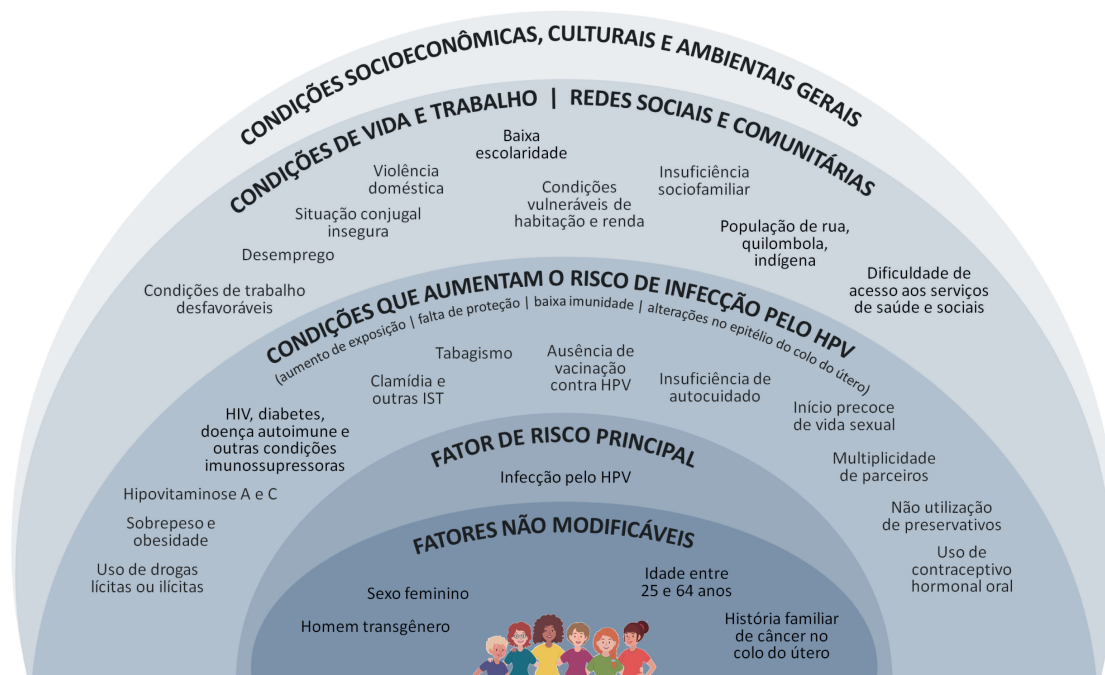 CONDIÇÕES SOCIOECONÔMICAS, CULTURAIS E AMBIENTAIS GERAIS
CONDIÇÕES DE VIDA E TRABALHO | REDES SOCIAIS E COMUNITÁRIAS
Baixa
escolaridade
Violência
doméstica
Situação conjugal
insegura
Desemprego
Condições de trabalho
desfavoráveis
Condições
vulneráveis de
habitação e renda
Insuficiência
sociofamiliar
População de rua,
quilombola,
indígena
Dificuldade de
acesso aos serviços
de saúde e sociais
CONDIÇÕES QUE AUMENTAM O RISCO DE INFECÇÃO PELO HPV
(aumento de exposição | falta de proteção | baixa imunidade | alterações no epitélio do colo do útero)
Tabagismo
Clamídia e
outras IST
HIV, diabetes,
doença autoimune e
outras condições
imunossupressoras
Hipovitaminose A e C
Sobrepeso e
obesidade
Uso de drogas
lícitas ou ilícitas
Ausência de
vacinação
contra HPV
Insuficiência de
autocuidado
Início precoce
de vida sexual
Multiplicidade
de parceiros
Não utilização
de preservativos
Uso de
contraceptivo
hormonal oral
FATOR DE RISCO PRINCIPAL
Infecção pelo HPV
FATORES NÃO MODIFICÁVEIS
Sexo feminino
Homem transgênero
Idade entre
25 e 64 anos
História familiar
de câncer no
colo do útero